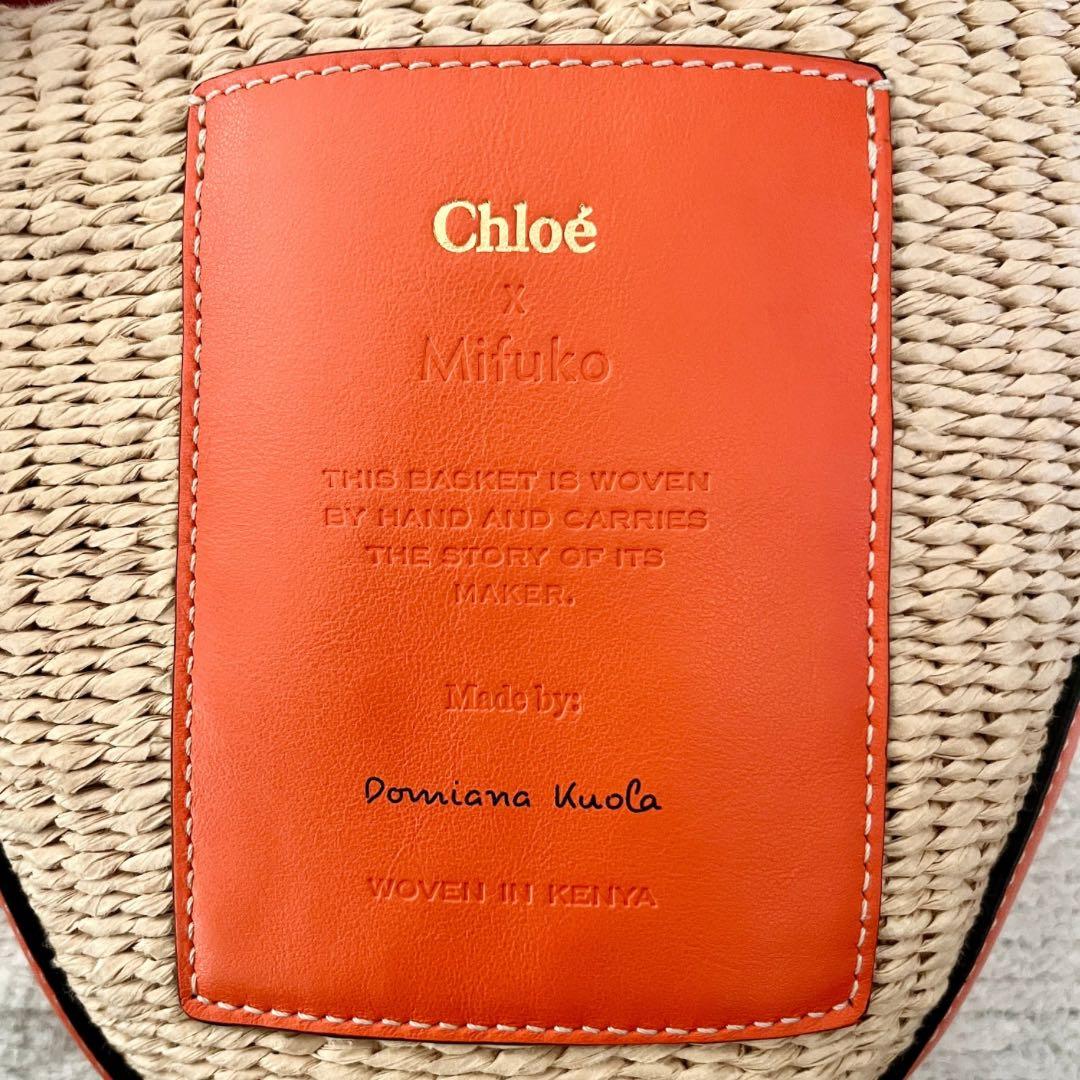 Chloé
x
Mifuko
THIS BASKET IS WOVEN
BY HAND AND CARRIES
THE STORY OF ITS
MAKER.
Made by:
Domiana Kuola
WOVEN IN KENYA